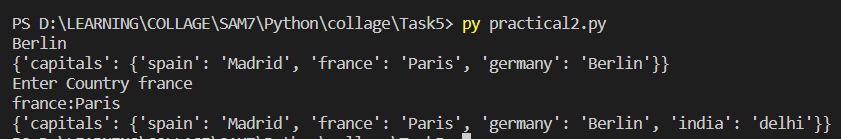 PS D:\LEARNING\COLLAGE\SAM7\Python\collage\Task5> py practical2.py
Berlin
{'capitals': {'spain': 'Madrid', 'france': 'Paris', 'germany': 'Berlin'}}
Enter Country france
france:Paris
{'capitals': {'spain': 'Madrid', 'france': 'Paris', 'germany': 'Berlin', 'india': 'delhi'}}